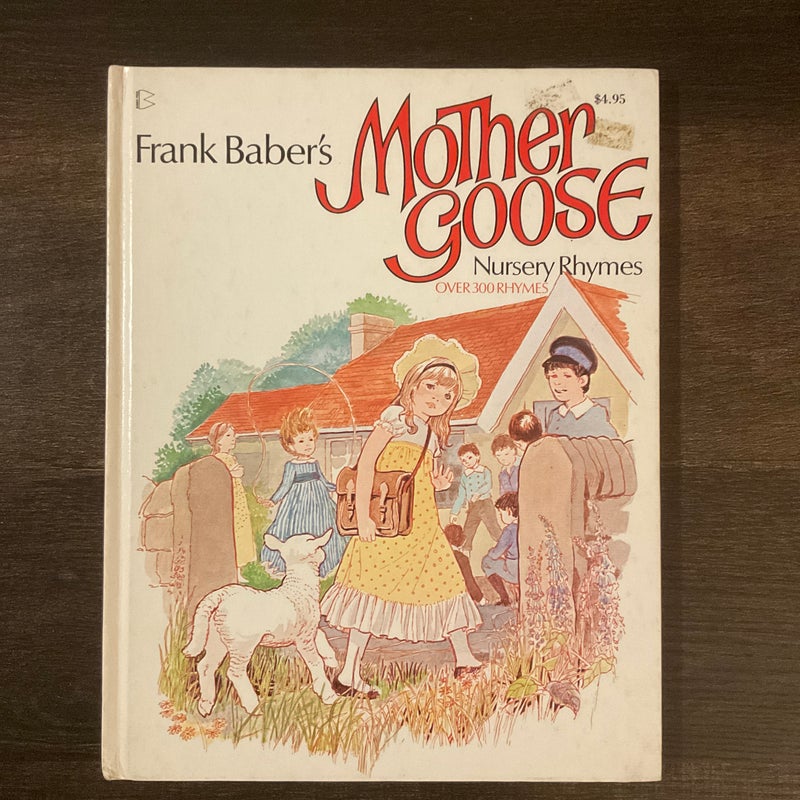 $4.95
Frank Baber's
Mother
Goose
Nursery Rhymes
OVER 300 RHYMES